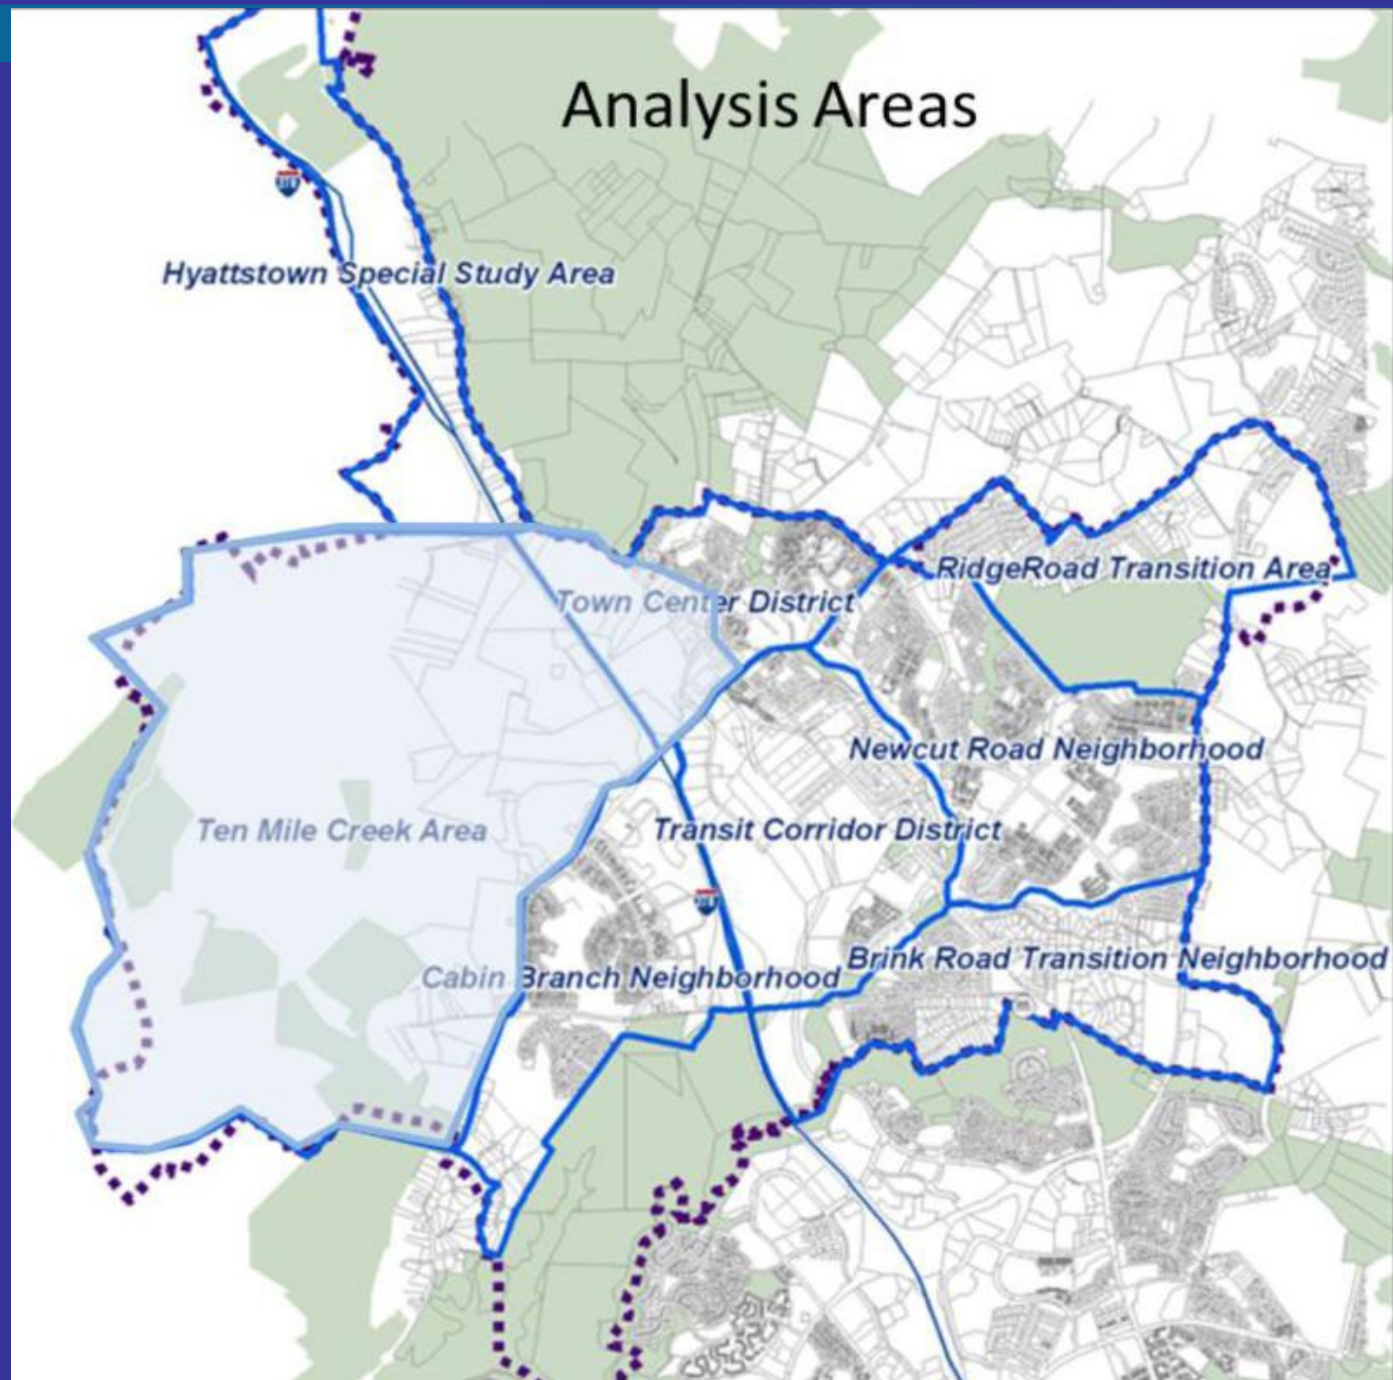 Analysis Areas
Hyattstown Special Study Area
RidgeRoad Transition Area
Town Center District
Newcut Road Neighborhood
Ten Mile Creek Area
Transit Corridor District
Brink Road Transition Neighborhood
Cabin Branch Neighborhood